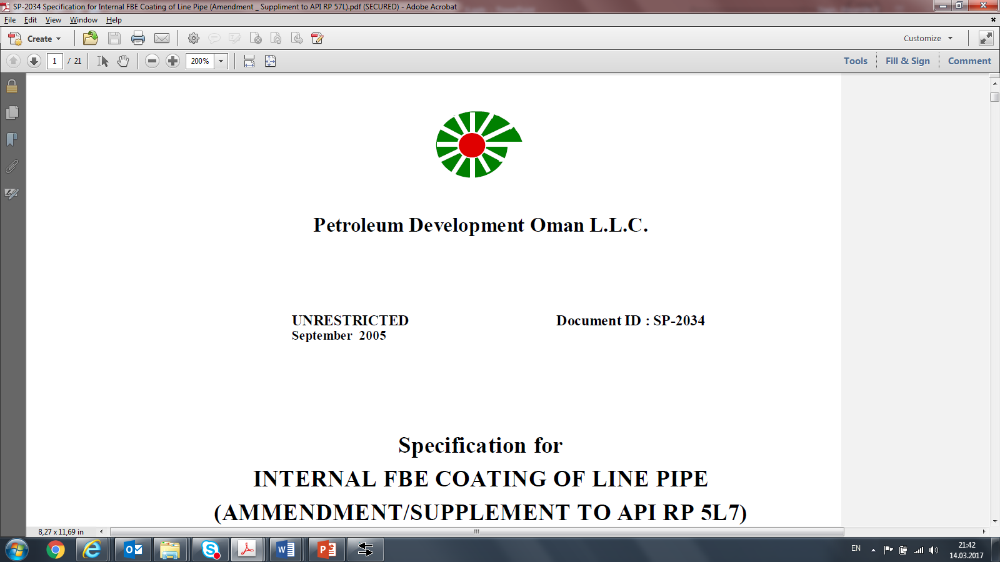 SP-2034 Specification for Internal FBE Coating of Line Pipe (Amendment _ Suppliment to API RP 57L).pdf (SECURED) - Adobe Acrobat
File Edit View Window Help
Create
Customize
1 / 21
200%
Tools Fill & Sign Comment
Petroleum Development Oman L.L.C.
UNRESTRICTED Document ID : SP-2034
September 2005
Specification for
INTERNAL FBE COATING OF LINE PIPE
(AMMENDMENT/SUPPLEMENT TO API RP 5L7)
8,27 x 11,69 in
EN
21:42
14.03.2017